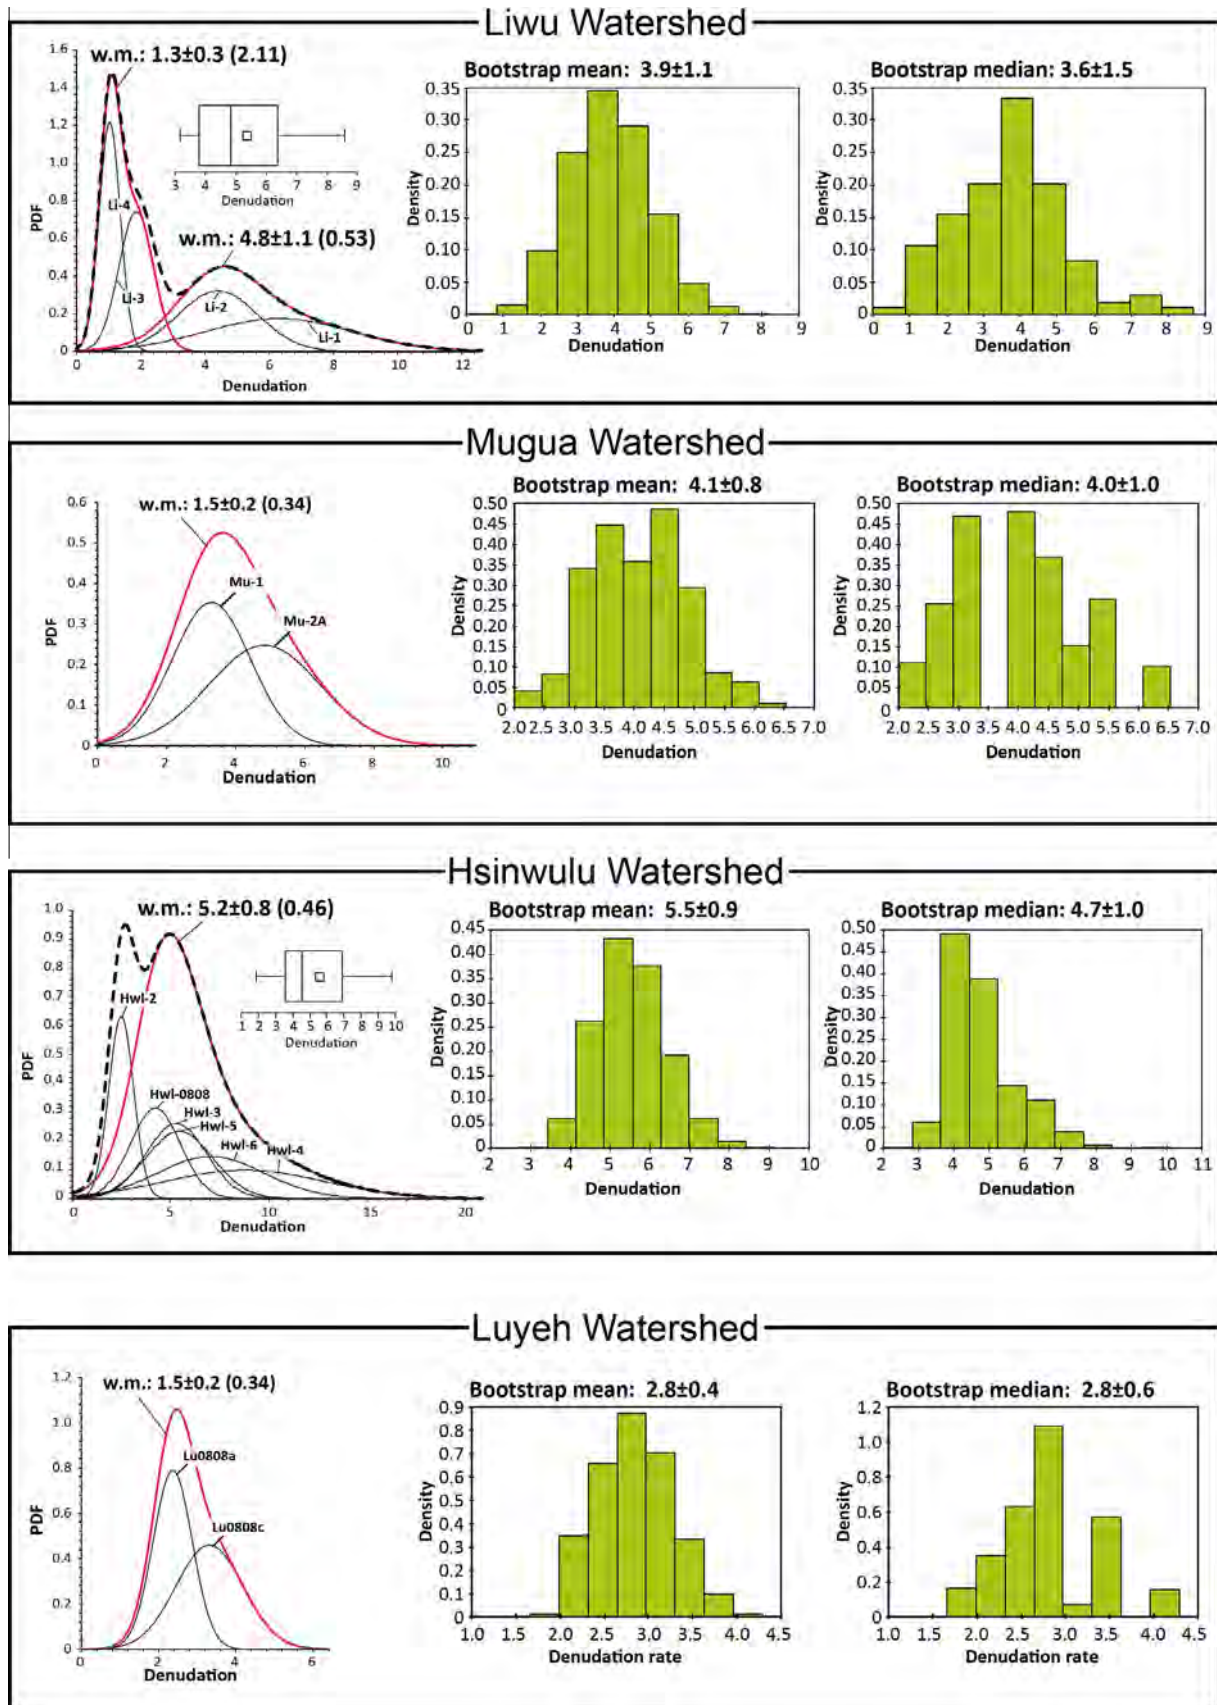 Liwu Watershed
w.m.: 1.3±0.3 (2.11)
Bootstrap mean: 3.9±1.1
Bootstrap median: 3.6±1.5
1.6
1.4
1.2
1.0
0.8
0.6
0.4
0.2
0
PDF
Li-4
Li-3
w.m.: 4.8±1.1 (0.53)
Li-2
Li-1
3 4 5 6 7 8 9
Denudation
0 2 4 6 8 10 12
Denudation
0.35
0.30
0.25
0.20
0.15
0.10
0.05
0
Density
0 1 2 3 4 5 6 7 8 9
Denudation
0.35
0.30
0.25
0.20
0.15
0.10
0.05
0
Density
0 1 2 3 4 5 6 7 8 9
Denudation
Mugua Watershed
w.m.: 1.5±0.2 (0.34)
Bootstrap mean: 4.1±0.8
Bootstrap median: 4.0±1.0
0.6
0.5
0.4
0.3
0.2
0.1
0
PDF
Mu-1
Mu-2A
0 2 4 6 8 10
Denudation
0.50
0.45
0.40
0.35
0.30
0.25
0.20
0.15
0.10
0.05
0
Density
2.0 2.5 3.0 3.5 4.0 4.5 5.0 5.5 6.0 6.5 7.0
Denudation
0.50
0.45
0.40
0.35
0.30
0.25
0.20
0.15
0.10
0.05
0
Density
2.0 2.5 3.0 3.5 4.0 4.5 5.0 5.5 6.0 6.5 7.0
Denudation
Hsinwulu Watershed
w.m.: 5.2±0.8 (0.46)
Bootstrap mean: 5.5±0.9
Bootstrap median: 4.7±1.0
1.0
0.9
0.8
0.7
0.6
0.5
0.4
0.3
0.2
0.1
0
PDF
Hwl-2
Hwl-0808
Hwl-3
Hwl-5
Hwl-6
Hwl-4
1 2 3 4 5 6 7 8 9 10
Denudation
0 5 10 15 20
Denudation
0.45
0.40
0.35
0.30
0.25
0.20
0.15
0.10
0.05
0
Density
2 3 4 5 6 7 8 9 10
Denudation
0.50
0.45
0.40
0.35
0.30
0.25
0.20
0.15
0.10
0.05
0
Density
2 3 4 5 6 7 8 9 10 11
Denudation
Luyeh Watershed
w.m.: 1.5±0.2 (0.34)
Bootstrap mean: 2.8±0.4
Bootstrap median: 2.8±0.6
1.2
1.0
0.8
0.6
0.4
0.2
0
PDF
Lu0808a
Lu0808c
0 2 4 6
Denudation
0.9
0.7
0.6
0.5
0.4
0.3
0.2
0.1
0
Density
1.0 1.5 2.0 2.5 3.0 3.5 4.0 4.5
Denudation rate
1.2
1.0
0.8
0.6
0.4
0.2
0
Density
1.0 1.5 2.0 2.5 3.0 3.5 4.0 4.5
Denudation rate